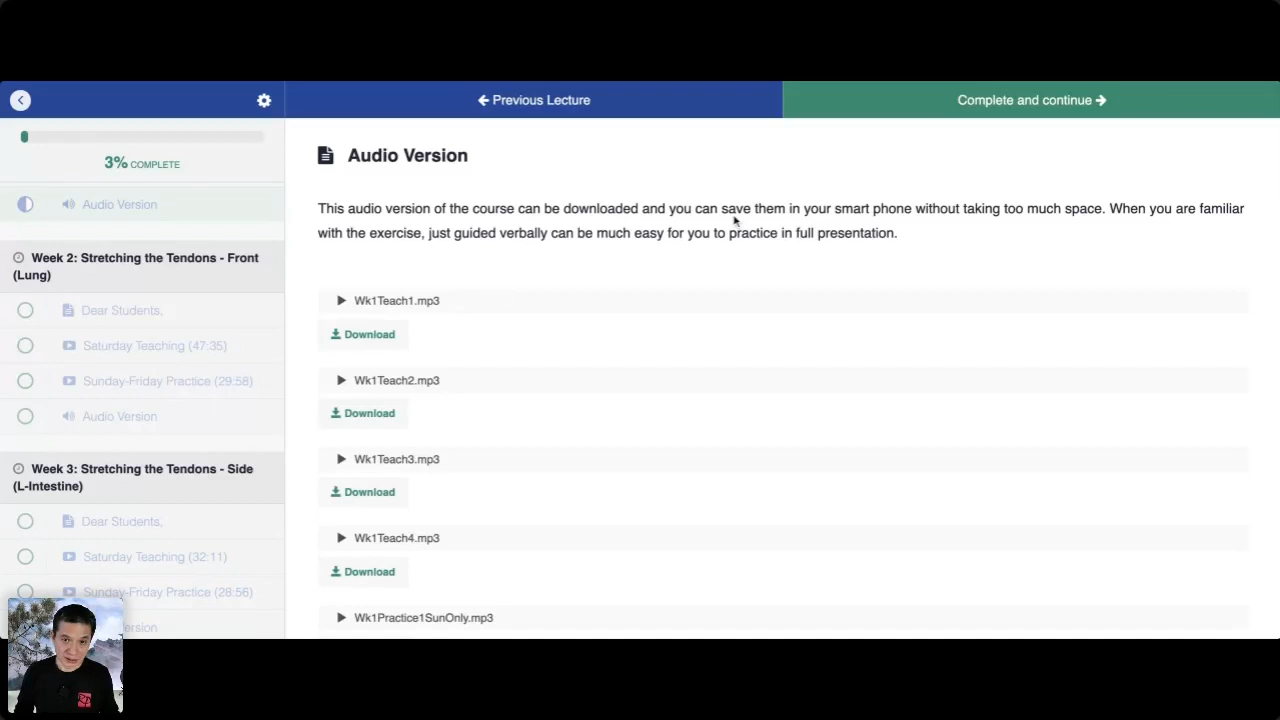 Previous Lecture
Complete and continue
3% COMPLETE
Audio Version
Week 2: Stretching the Tendons - Front
(Lung)
Dear Students,
Saturday Teaching (47:35)
Sunday-Friday Practice (29:58)
Audio Version
Week 3: Stretching the Tendons - Side
(L-Intestine)
Dear Students,
Saturday Teaching (32:11)
Sunday-Friday Practice (28:56)
Version
Audio Version
This audio version of the course can be downloaded and you can save them in your smart phone without taking too much space. When you are familiar
with the exercise, just guided verbally can be much easy for you to practice in full presentation.
Wk1Teach1.mp3
Download
Wk1Teach2.mp3
Download
Wk1Teach3.mp3
Download
Wk1Teach4.mp3
Download
Wk1Practice1SunOnly.mp3